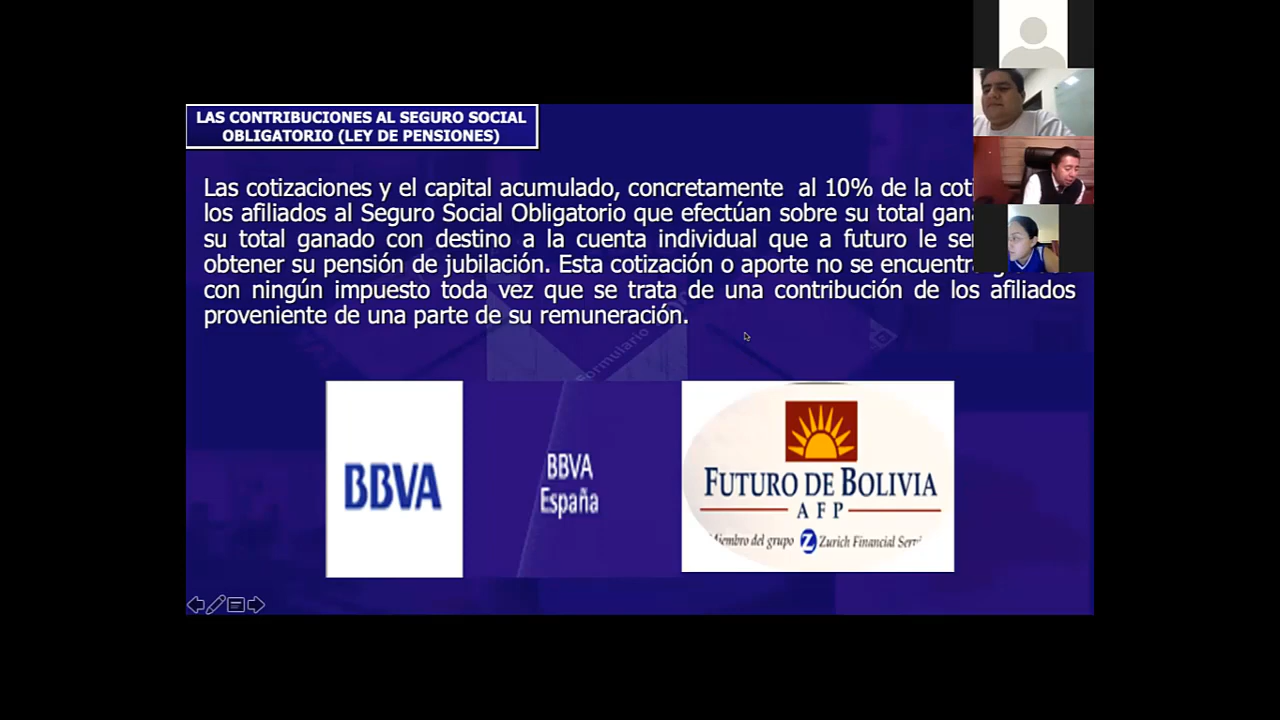 LAS CONTRIBUCIONES AL SEGURO SOCIAL
OBLIGATORIO (LEY DE PENSIONES)
Las cotizaciones y el capital acumulado, concretamente al 10% de la
los afiliados al Seguro Social Obligatorio que efectúan sobre su total
su total ganado con destino a la cuenta individual que a futuro le
obtener su pensión de jubilación. Esta cotización o aporte no se
con ningún impuesto toda vez que se trata de una contribución de los afiliados
proveniente de una parte de su remuneración.
Formulario
BBVA
BBVA
España
FUTURO DE BOLIVIA
AFP
Miembro del grupo Z Zurich Financial